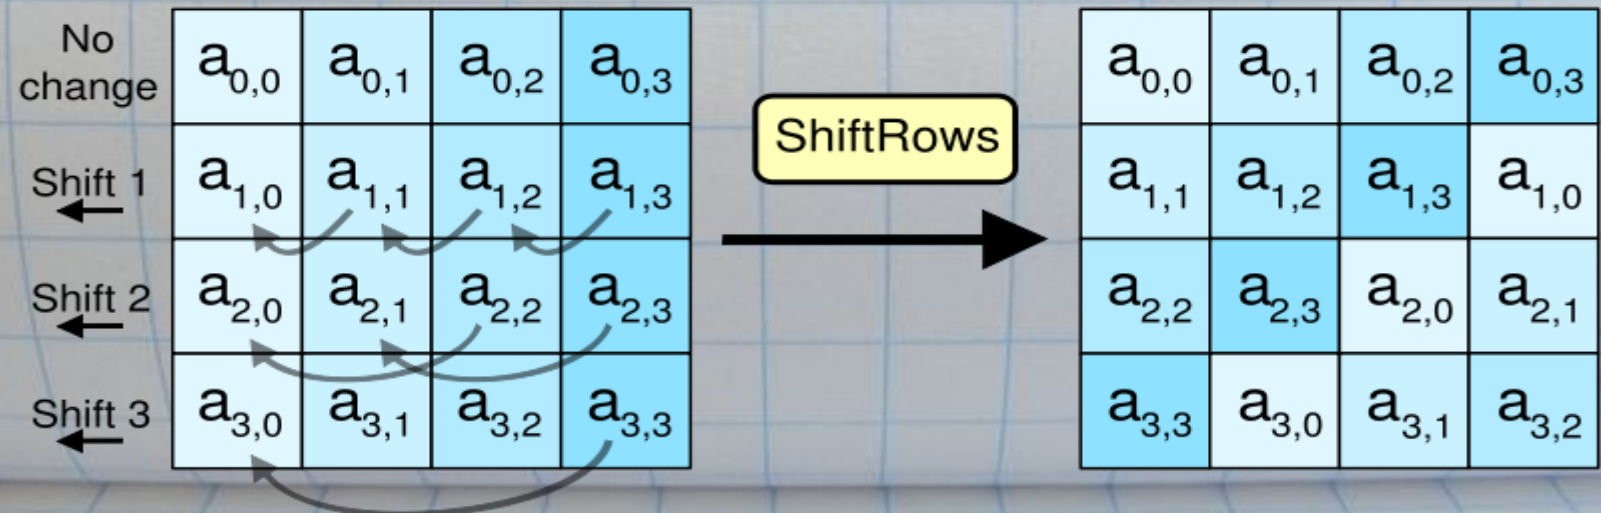 No
change
a0,0 a0,1 a0,2 a0,3
a0,0 a0,1 a0,2 a0,3
ShiftRows
Shift 1
a1,0 a1,1 a1,2 a1,3
a1,1 a1,2 a1,3 a1,0
Shift 2
a2,0 a2,1 a2,2 a2,3
a2,2 a2,3 a2,0 a2,1
Shift 3
a3,0 a3,1 a3,2 a3,3
a3,3 a3,0 a3,1 a3,2